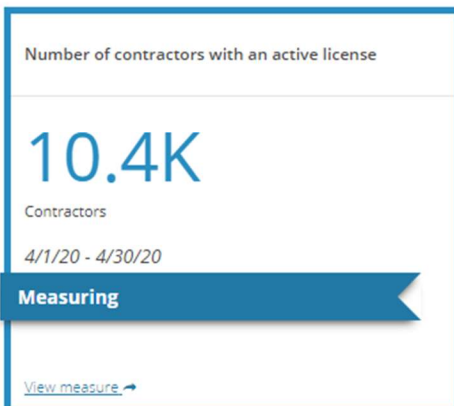 Number of contractors with an active license
10.4K
Contractors
4/1/20 - 4/30/20
Measuring
View measure